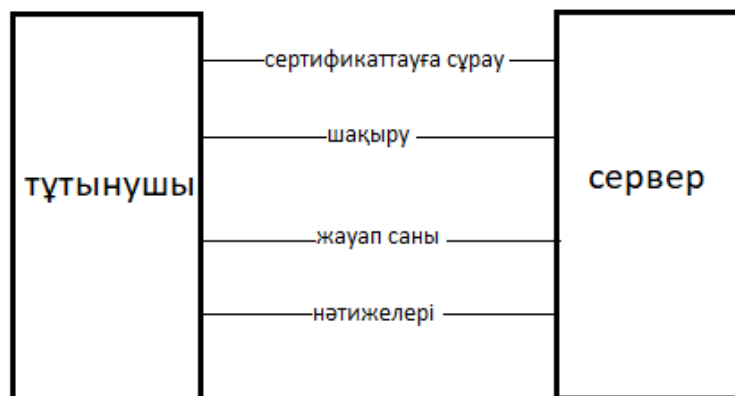 сертификаттауға сұрау
шақыру
тұтынушы
сервер
жауап саны
нәтижелері